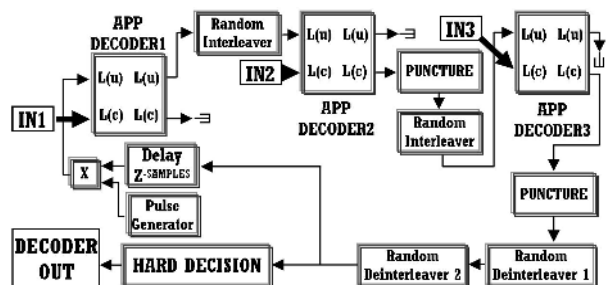 APP
DECODER1
Random
Interleaver
IN3
L(u) L(u)
L(c) L(c)
IN1
L(u) L(u)
L(c) L(c)
IN2
APP
DECODER2
PUNCTURE
Random
Interleaver
L(u) L(u)
L(c) L(c)
APP
DECODER3
X
Delay
Z-SAMPLES
Pulse
Generator
PUNCTURE
DECODER
OUT
HARD DECISION
Random
Deinterleaver 2
Random
Deinterleaver 1